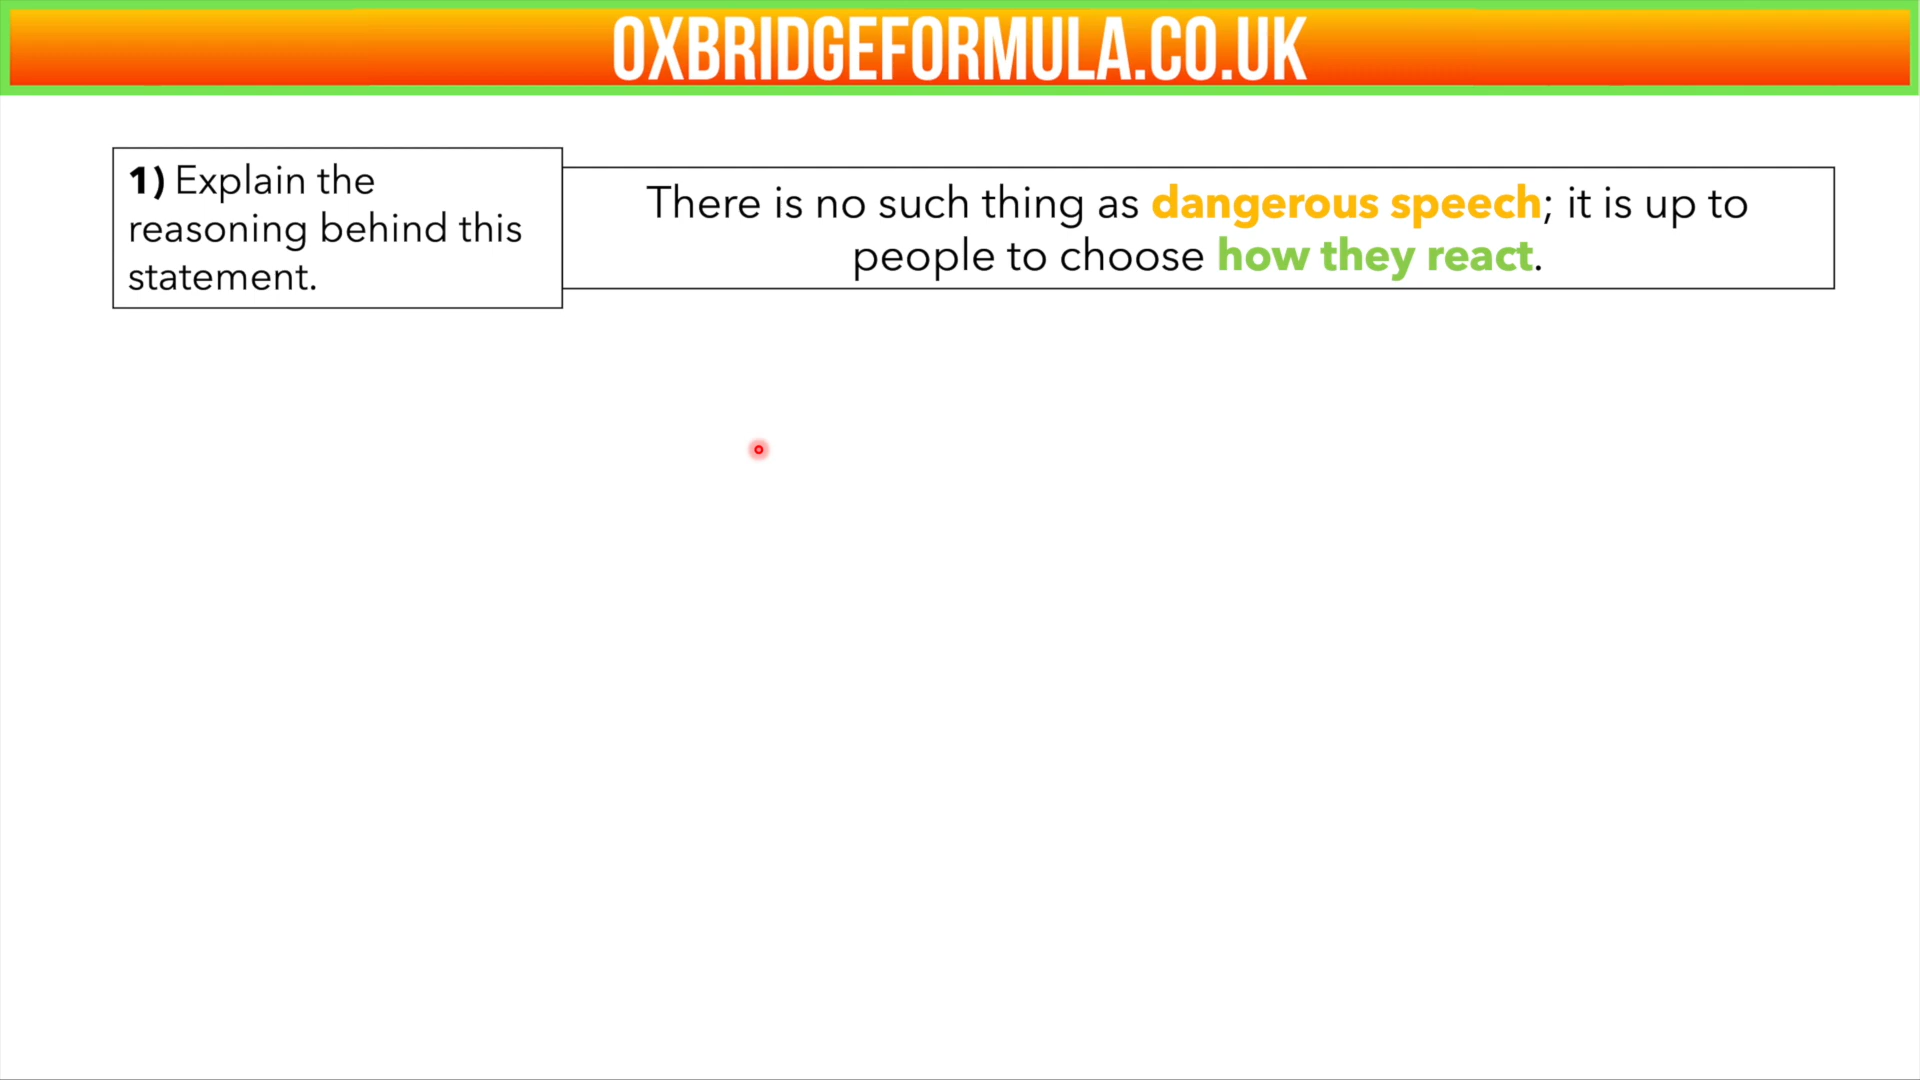 OXBRIDGEFORMULA.CO.UK
1) Explain the
reasoning behind this
statement.
There is no such thing as dangerous speech; it is up to
people to choose how they react.